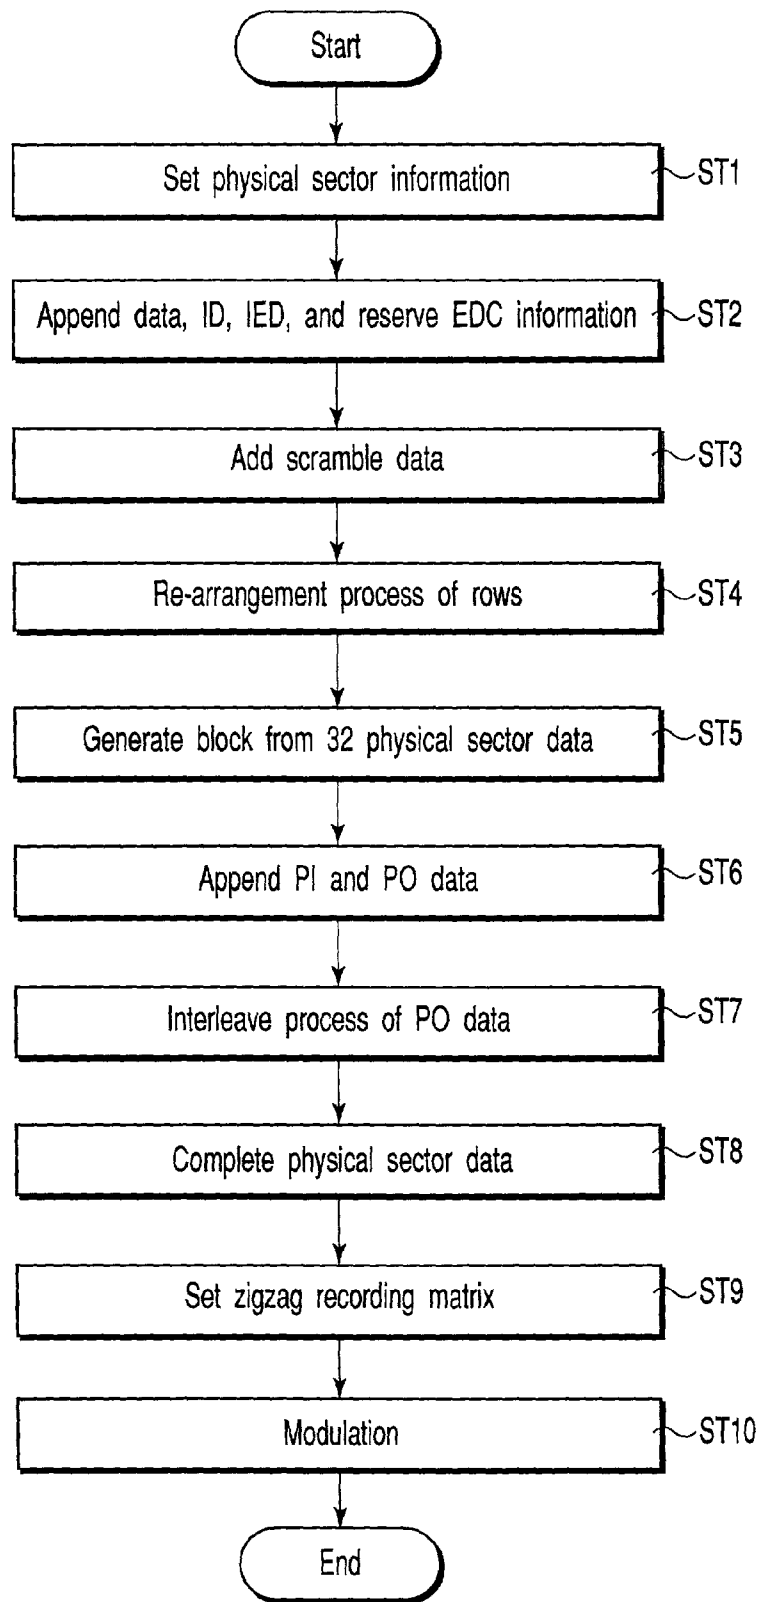 Start
Set physical sector information
ST1
Append data, ID, IED, and reserve EDC information
ST2
Add scramble data
ST3
Re-arrangement process of rows
ST4
Generate block from 32 physical sector data
ST5
Append PI and PO data
ST6
Interleave process of PO data
ST7
Complete physical sector data
ST8
Set zigzag recording matrix
ST9
Modulation
ST10
End